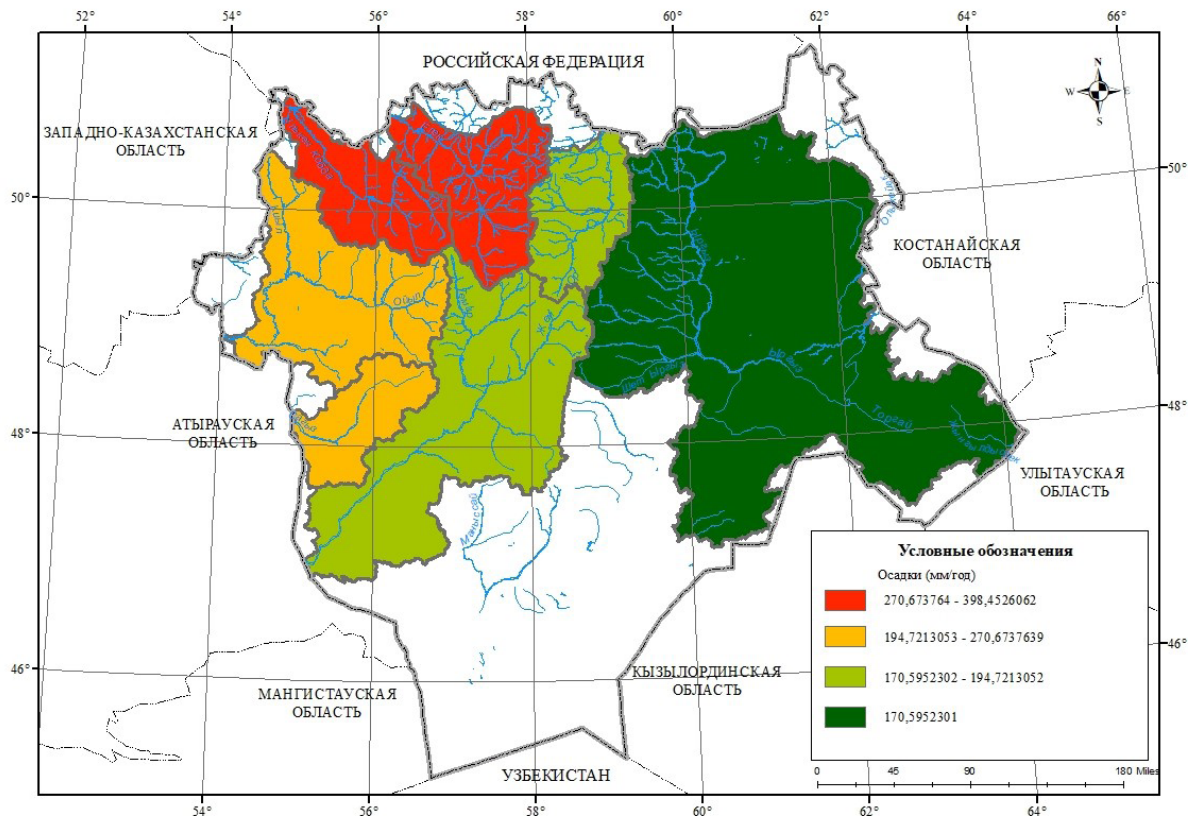 52° 54° 56° 58° 60° 62° 64° 66°
РОССИЙСКАЯ ФЕДЕРАЦИЯ
N
W E
S
ЗАПАДНО-КАЗАХСТАНСКАЯ
ОБЛАСТЬ
50° 50°
КОСТАНАЙСКАЯ
ОБЛАСТЬ
Ойыл
АТЫРАУСКАЯ
ОБЛАСТЬ
48° 48°
Торгай
УЛЫТАУСКАЯ
ОБЛАСТЬ
Манысай
Условные обозначения
Осадки (мм/год)
270,673764 - 398,4526062
194,7213053 - 270,6737639
170,5952302 - 194,7213052
170,5952301
46° 46°
МАНГИСТАУСКАЯ
ОБЛАСТЬ
КЫЗЫЛОРДИНСКАЯ
ОБЛАСТЬ
УЗБЕКИСТАН
0 45 90 180 Miles
54° 56° 58° 60° 62° 64°